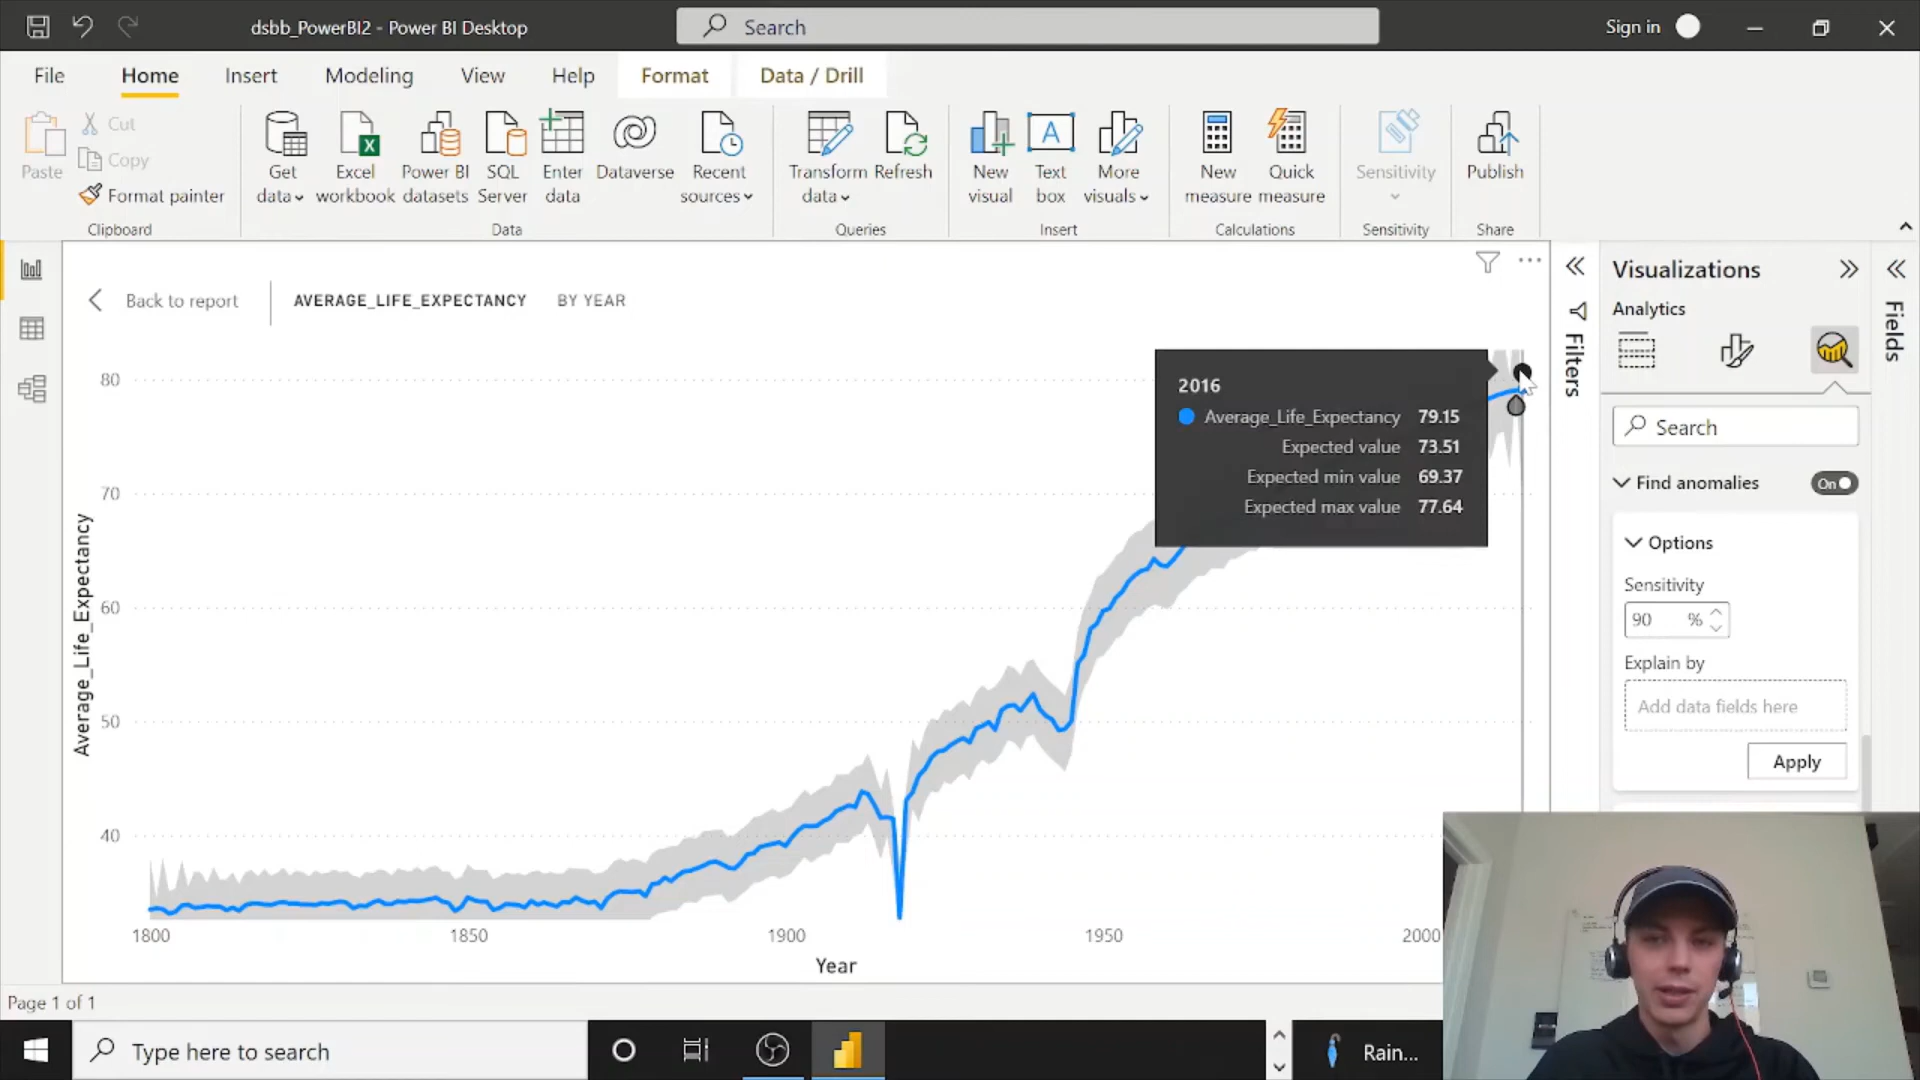 dsbb_PowerBI2 - Power BI Desktop
Search
Sign in
File
Home
Insert
Modeling
View
Help
Format
Data / Drill
Paste
Cut
Copy
Format painter
Clipboard
Get data
Excel workbook
Power BI datasets
SQL Server
Enter data
Dataverse
Recent sources
Data
Transform data
Refresh
Queries
New visual
A
Text box
More visuals
Insert
New measure
Quick measure
Calculations
Sensitivity
Sensitivity
Publish
Share
Back to report
AVERAGE_LIFE_EXPECTANCY
BY YEAR
Average_Life_Expectancy
80
70
60
50
40
1800
1850
1900
1950
2000
Year
2016
Average_Life_Expectancy 79.15
Expected value 73.51
Expected min value 69.37
Expected max value 77.64
Filters
Visualizations
Analytics
Search
Find anomalies
On
Options
Sensitivity
90 %
Explain by
Add data fields here
Apply
Fields
Page 1 of 1
Type here to search
Rain...